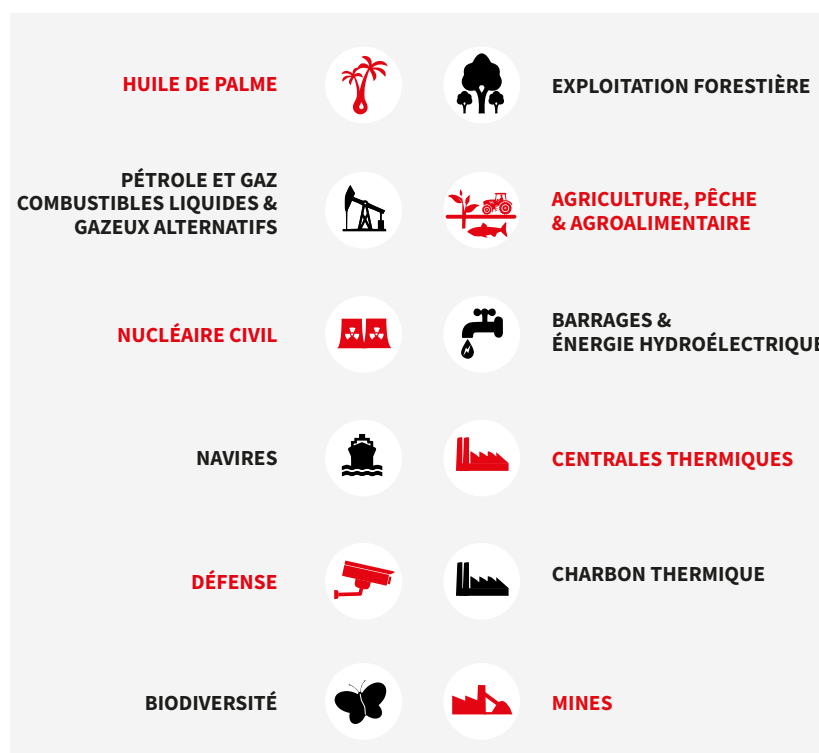 HUILE DE PALME
EXPLOITATION FORESTIÈRE
PÉTROLE ET GAZ
COMBUSTIBLES LIQUIDES &
GAZEUX ALTERNATIFS
AGRICULTURE, PÊCHE
& AGROALIMENTAIRE
NUCLÉAIRE CIVIL
BARRAGES &
ÉNERGIE HYDROÉLECTRIQUE
NAVIRES
CENTRALES THERMIQUES
DÉFENSE
CHARBON THERMIQUE
BIODIVERSITÉ
MINES